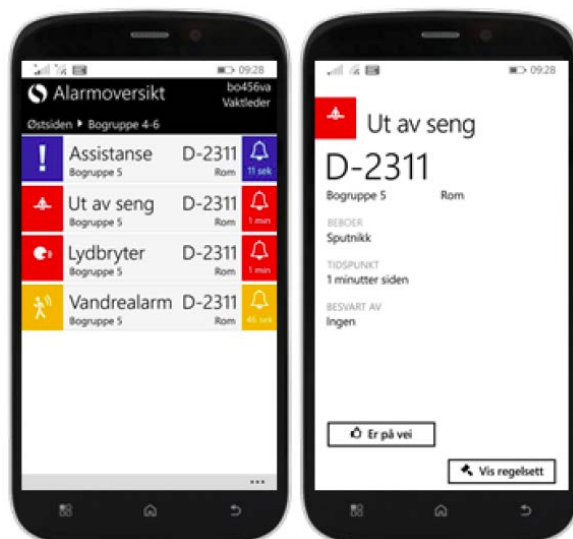 09:28
Alarmoversikt
bo456va
Vaktleder
Østsiden Bogruppe 4-6
Assistanse D-2311
Bogruppe 5 Rom 11 sek
Ut av seng D-2311
Bogruppe 5 Rom 1 min
Lydbryter D-2311
Bogruppe 5 Rom 1 min
Vandrealarm D-2311
Bogruppe 5 Rom 46 sek
...
09:28
Ut av seng
D-2311
Bogruppe 5 Rom
BEBOER
Sputnikk
TIDSPUNKT
1 minutter siden
BESVART AV
Ingen
Er på vei
Vis regelsett